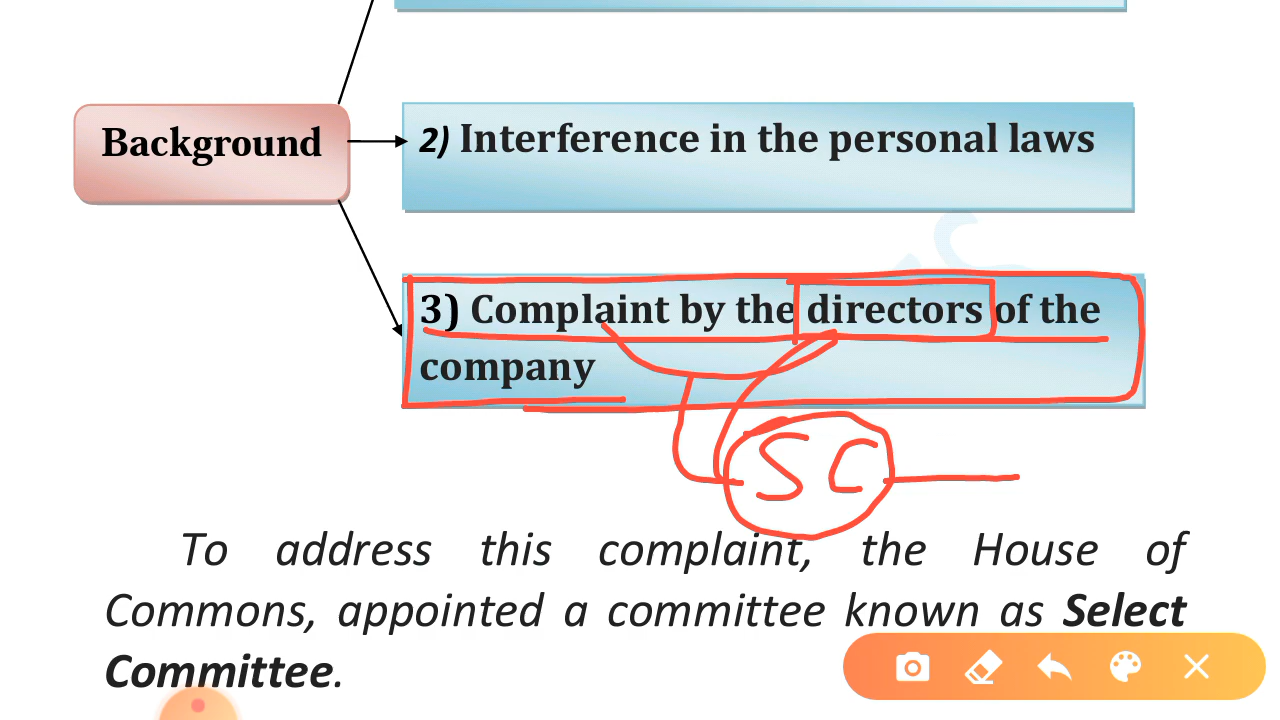 Background
2) Interference in the personal laws
3) Complaint by the directors of the
company
SC
To address this complaint, the House of
Commons, appointed a committee known as Select
Committee.